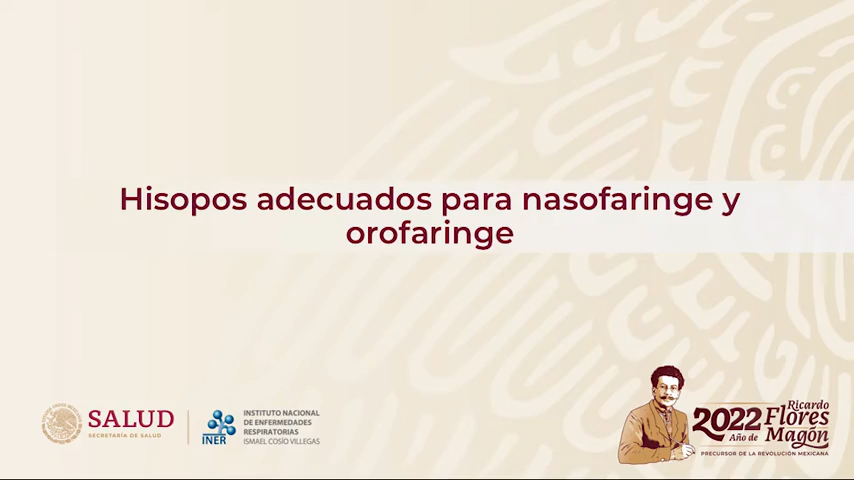 Hisopos adecuados para nasofaringe y
orofaringe
SALUD
SECRETARÍA DE SALUD
INER
INSTITUTO NACIONAL
DE ENFERMEDADES
RESPIRATORIAS
ISMAEL COSÍO VILLEGAS
2022 Ricardo
Flores
Año de Magón
PRECURSOR DE LA REVOLUCIÓN MEXICANA